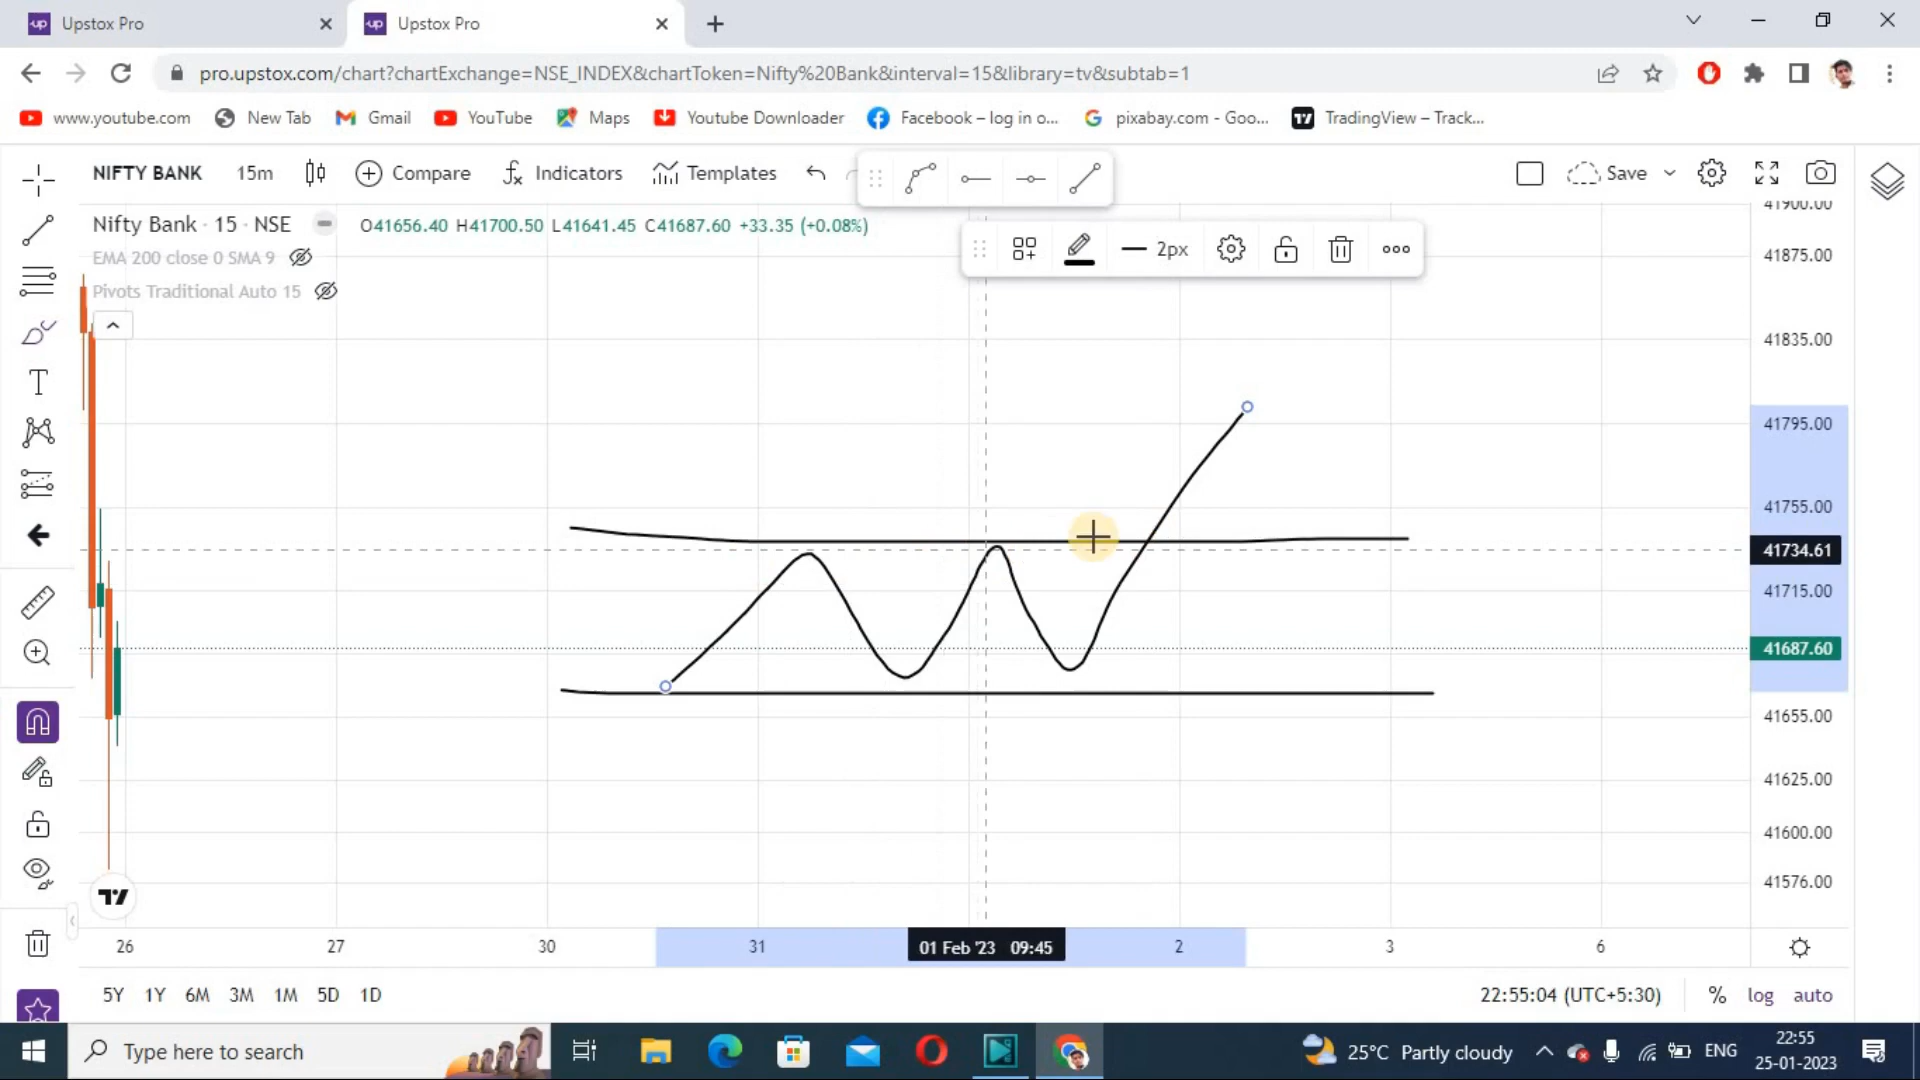 up Upstox Pro
up Upstox Pro
pro.upstox.com/chart?chartExchange=NSE_INDEX&chartToken=Nifty%20Bank&interval=15&library=tv&subtab=1
www.youtube.com New Tab Gmail YouTube Maps Youtube Downloader Facebook – log in o... pixabay.com - Goo... TradingView – Track...
NIFTY BANK 15m Compare Indicators Templates Save
Nifty Bank · 15 · NSE O41656.40 H41700.50 L41641.45 C41687.60 +33.35 (+0.08%)
EMA 200 close 0 SMA 9
Pivots Traditional Auto 15
2px
41900.00
41875.00
41835.00
41795.00
41755.00
41734.61
41715.00
41687.60
41655.00
41625.00
41600.00
41576.00
26 27 30 31 01 Feb '23 09:45 2 3 6
5Y 1Y 6M 3M 1M 5D 1D 22:55:04 (UTC+5:30) % log auto
Type here to search 25°C Partly cloudy ENG 22:55
25-01-2023